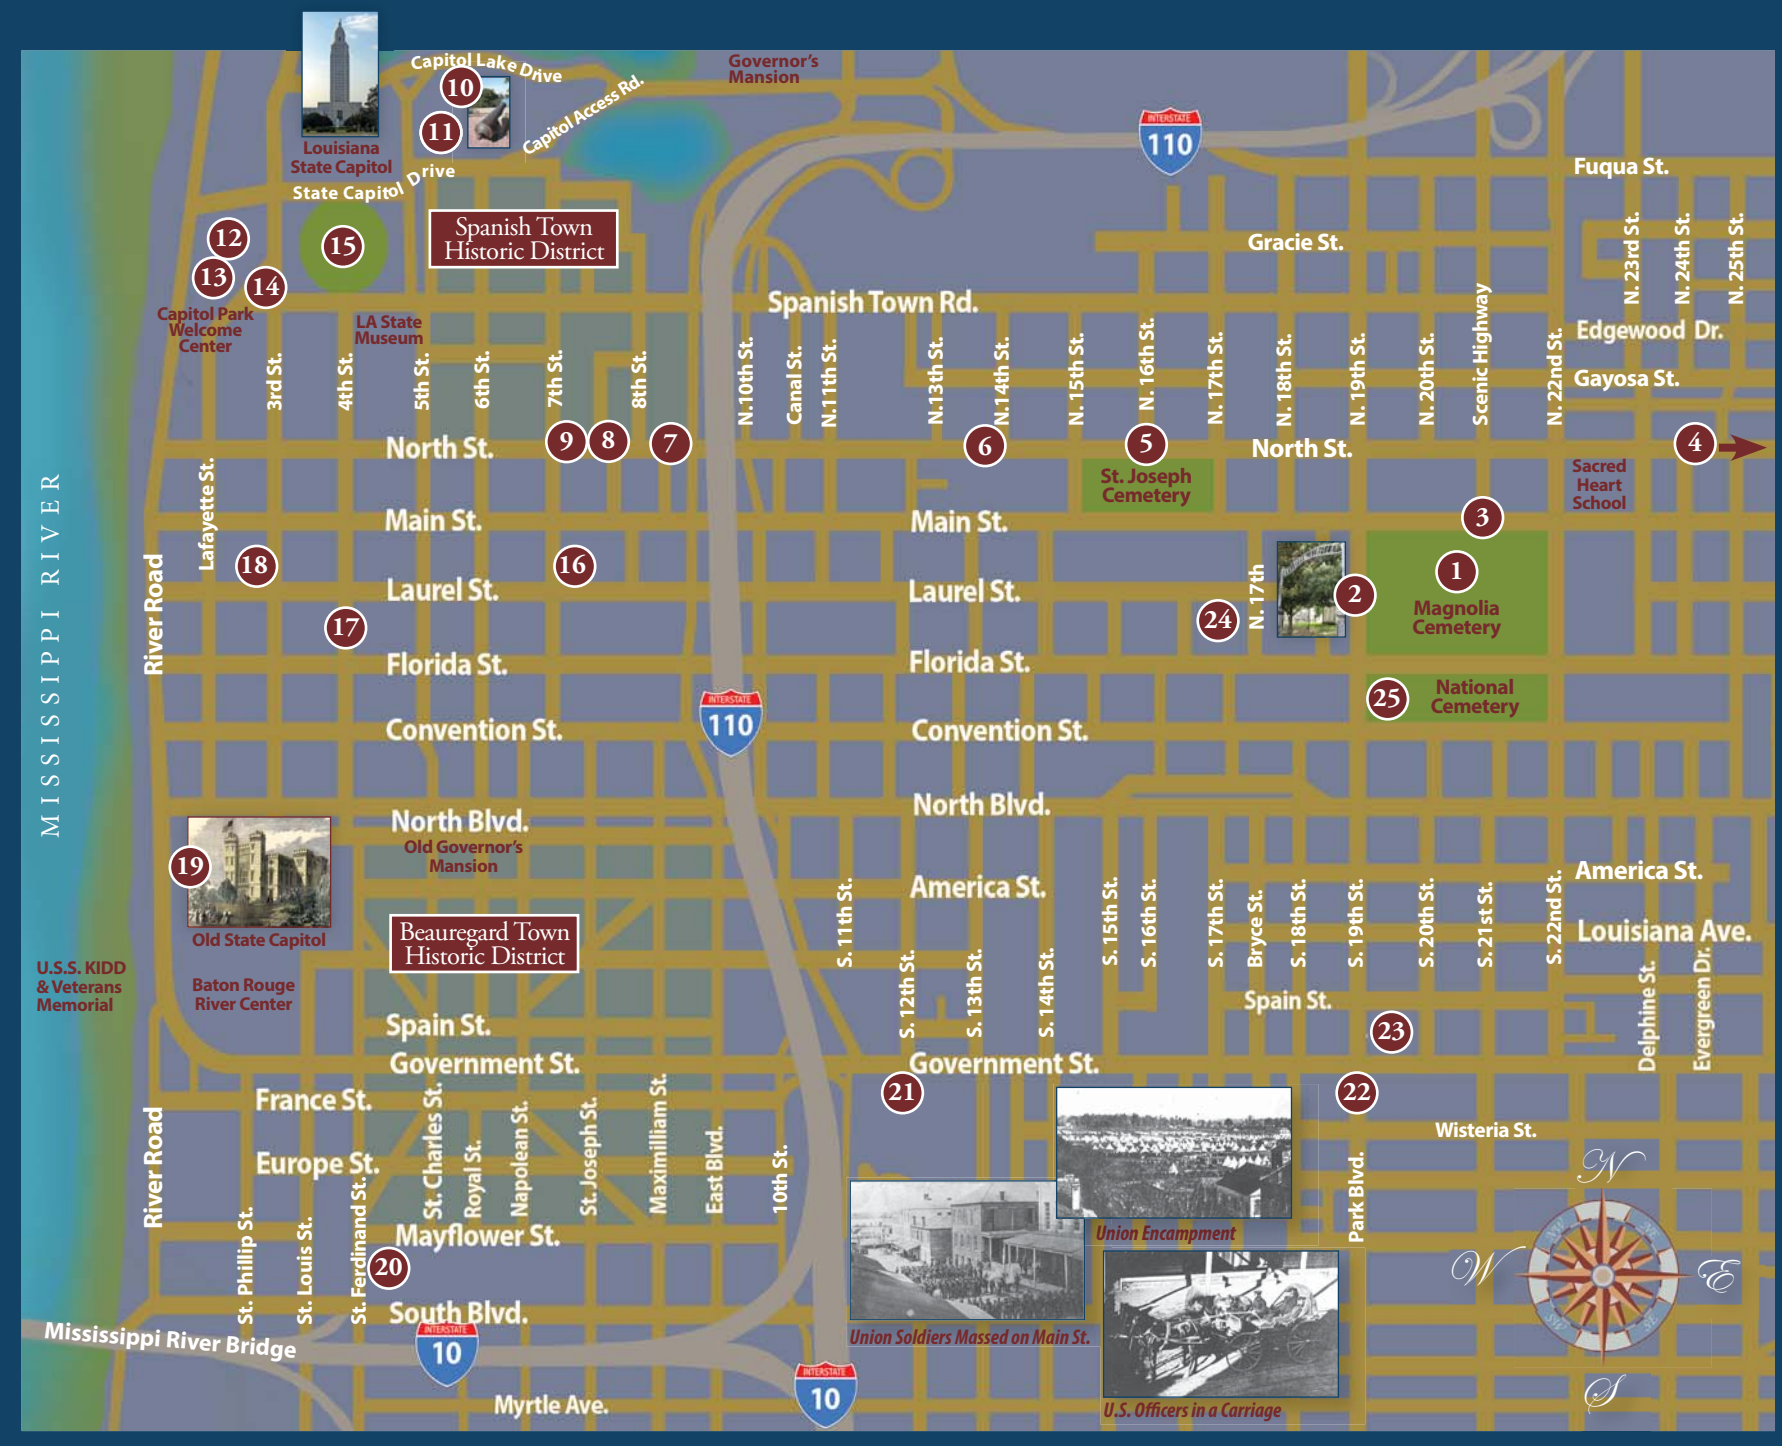 Capitol Lake Drive
Governor's
Mansion
10
11
Capitol Access Rd.
INTERSTATE
110
Louisiana
State Capitol
State Capitol Drive
Fuqua St.
Spanish Town
Historic District
12
13
14
15
Gracie St.
N. 23rd St.
N. 24th St.
N. 25th St.
Capitol Park
Welcome
Center
LA State
Museum
Spanish Town Rd.
Edgewood Dr.
Gayosa St.
3rd St.
4th St.
5th St.
6th St.
7th St.
8th St.
N.10th St.
Canal St.
N.11th St.
N.13th St.
N.14th St.
N. 15th St.
N. 16th St.
N. 17th St.
N. 18th St.
N. 19th St.
N. 20th St.
Scenic Highway
N. 22nd St.
North St.
9
8
7
6
5
North St.
4
St. Joseph
Cemetery
Sacred
Heart
School
MISSISSIPPI RIVER
Lafayette St.
Main St.
Main St.
3
18
16
River Road
Laurel St.
Laurel St.
N. 17th
2
1
Magnolia
Cemetery
17
24
Florida St.
Florida St.
25
National
Cemetery
INTERSTATE
110
Convention St.
Convention St.
North Blvd.
North Blvd.
Old Governor's
Mansion
19
Old State Capitol
America St.
America St.
Beauregard Town
Historic District
S. 11th St.
S. 12th St.
S. 13th St.
S. 14th St.
S. 15th St.
S. 16th St.
S. 17th St.
Bryce St.
S. 18th St.
S. 19th St.
S. 20th St.
S. 21st St.
S. 22nd St.
Louisiana Ave.
Delphine St.
Evergreen Dr.
U.S.S. KIDD
& Veterans
Memorial
Baton Rouge
River Center
Spain St.
Spain St.
23
Government St.
Government St.
21
22
France St.
Europe St.
River Road
St. Phillip St.
St. Louis St.
St. Ferdinand St.
St. Charles St.
Royal St.
Napolean St.
St. Joseph St.
Maximilliam St.
East Blvd.
10th St.
Wisteria St.
Park Blvd.
Mayflower St.
20
South Blvd.
Union Encampment
Union Soldiers Massed on Main St.
U.S. Officers in a Carriage
Mississippi River Bridge
INTERSTATE
10
INTERSTATE
10
Myrtle Ave.
N
NW
NE
W
E
SW
SE
S